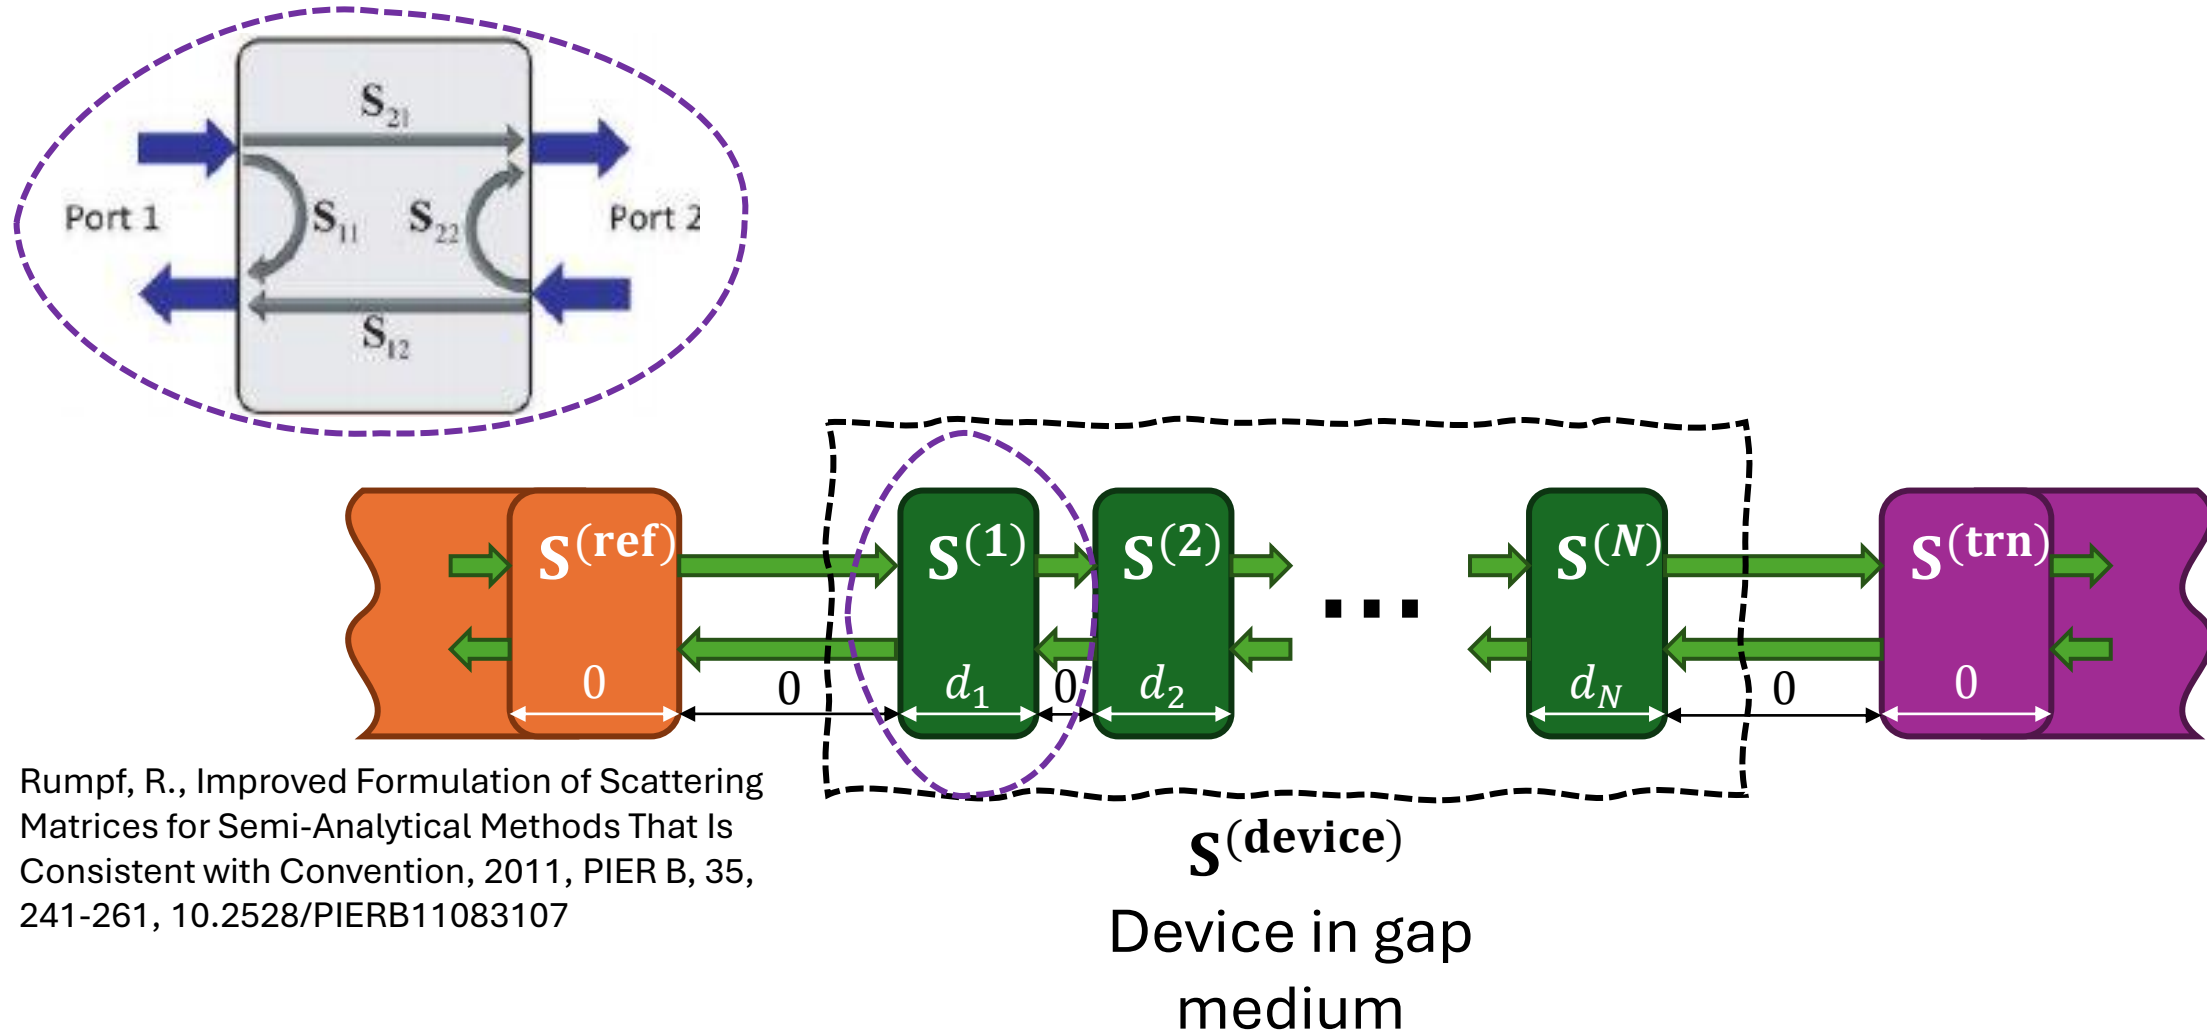 S₂₁
Port 1
S₁₁
S₂₂
Port 2
S₁₂
S⁽ʳᵉᶠ⁾
S⁽¹⁾
S⁽²⁾
...
S⁽ᴺ⁾
S⁽ᵗʳⁿ⁾
0
0
d₁
0
d₂
d_N
0
0
Rumpf, R., Improved Formulation of Scattering
Matrices for Semi-Analytical Methods That Is
Consistent with Convention, 2011, PIER B, 35,
241-261, 10.2528/PIERB11083107
S⁽ᵈᵉᵛⁱᶜᵉ⁾
Device in gap
medium